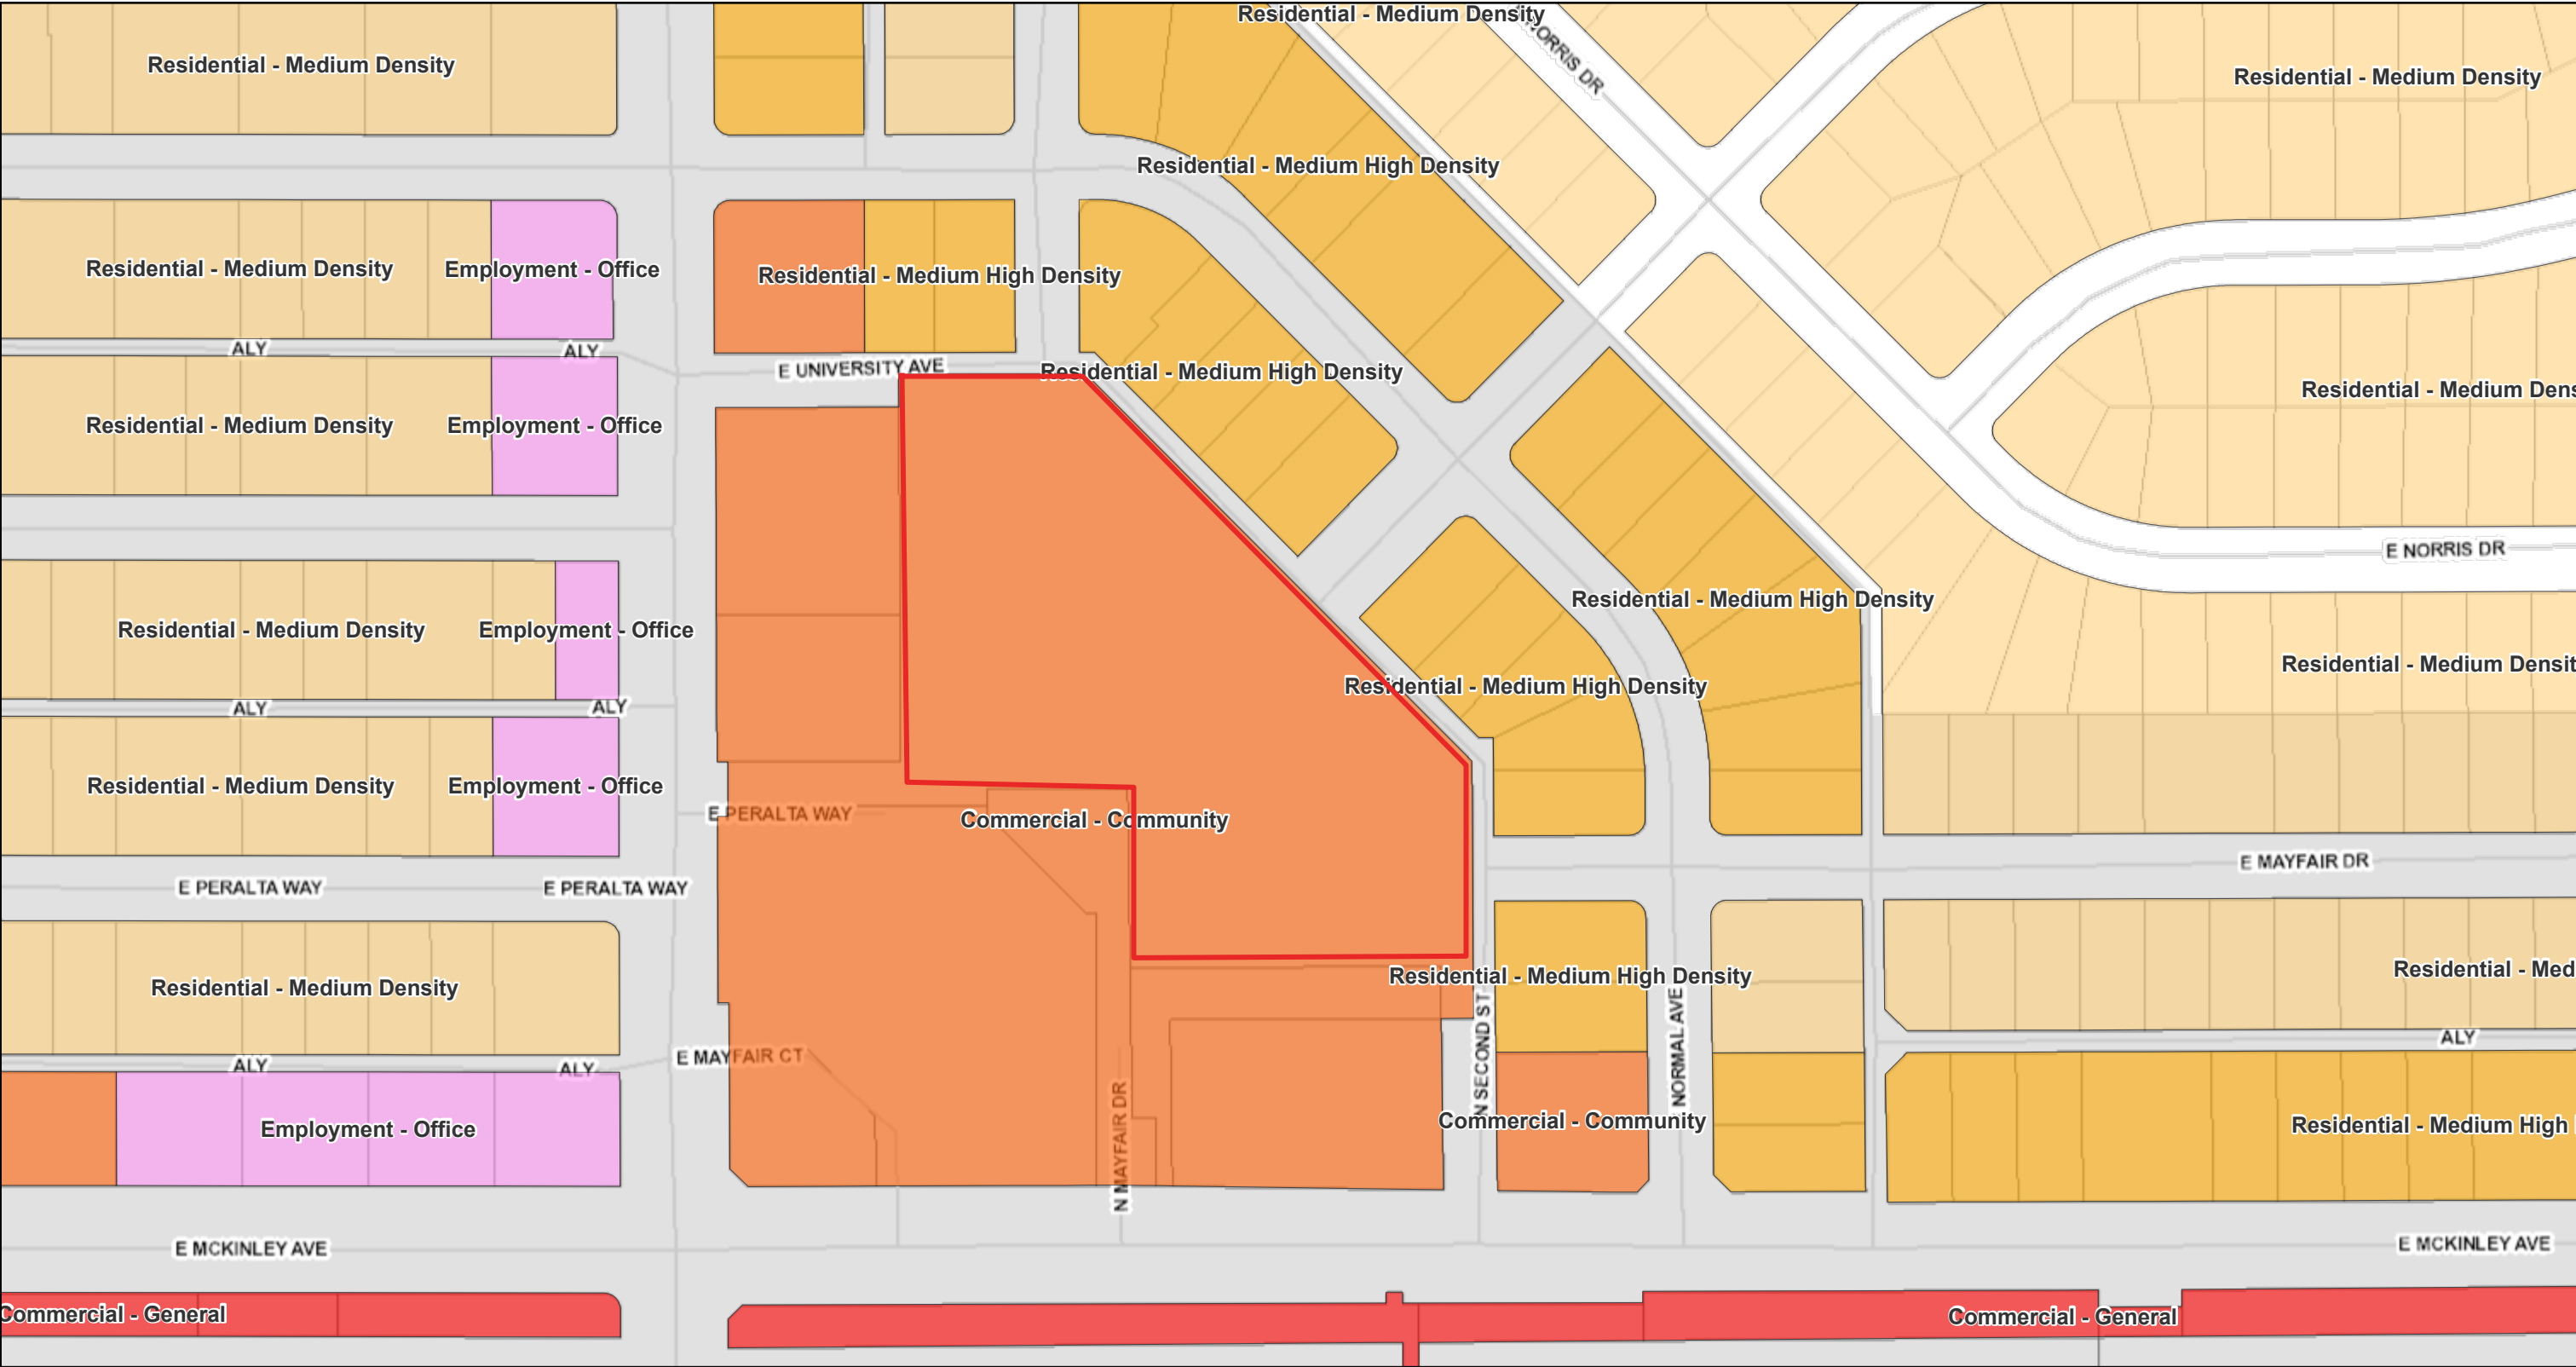 Residential - Medium Density
NORRIS DR
Residential - Medium Density
Residential - Medium Density
Residential - Medium High Density
Residential - Medium Density
Employment - Office
Residential - Medium High Density
ALY
ALY
E UNIVERSITY AVE
Residential - Medium High Density
Residential - Medium Dens
Residential - Medium Density
Employment - Office
E NORRIS DR
Residential - Medium High Density
Residential - Medium Density
Employment - Office
Residential - Medium Densit
Residential - Medium High Density
ALY
ALY
Residential - Medium Density
Employment - Office
E PERALTA WAY
Commercial - Community
E MAYFAIR DR
E PERALTA WAY
E PERALTA WAY
Residential - Med
Residential - Medium High Density
Residential - Medium Density
N SECOND ST
NORMAL AVE
ALY
E MAYFAIR CT
ALY
ALY
N MAYFAIR DR
Commercial - Community
Residential - Medium High
Employment - Office
E MCKINLEY AVE
E MCKINLEY AVE
Commercial - General
Commercial - General